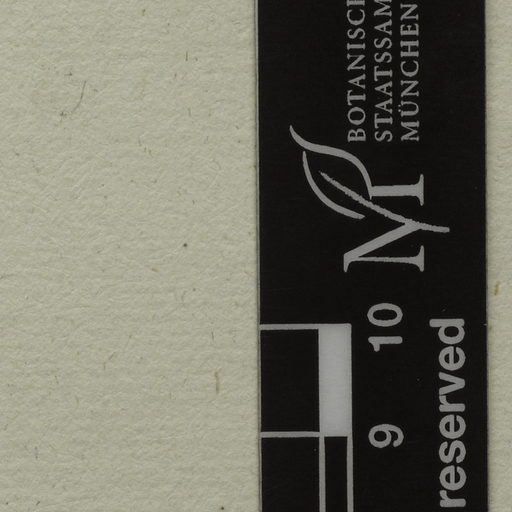 BOTANISCH
STAATSSAM
MÜNCHEN
M
10
9
reserved